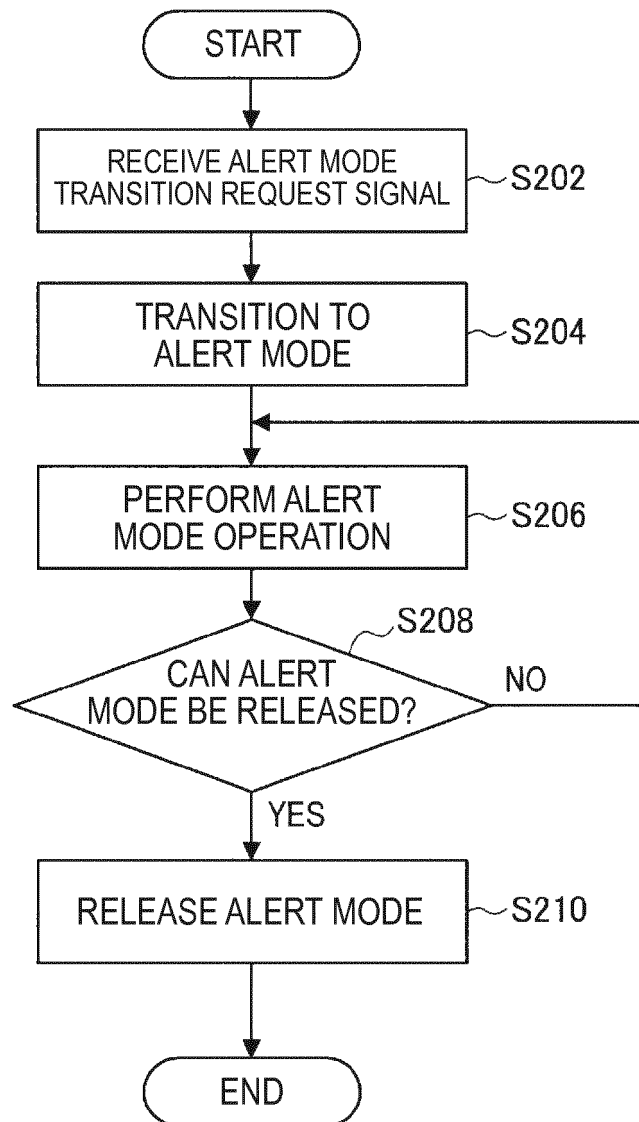 START
RECEIVE ALERT MODE
TRANSITION REQUEST SIGNAL
S202
TRANSITION TO
ALERT MODE
S204
PERFORM ALERT
MODE OPERATION
S206
S208
CAN ALERT
MODE BE RELEASED?
NO
YES
RELEASE ALERT MODE
S210
END